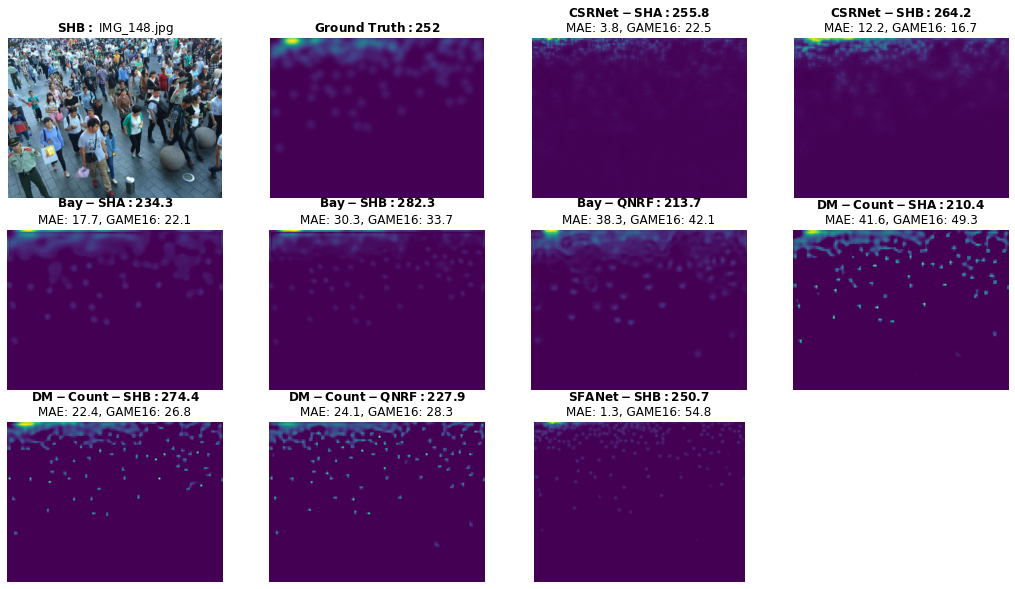 SHB: IMG_148.jpg
Ground Truth: 252
CSRNet − SHA: 255.8
MAE: 3.8, GAME16: 22.5
CSRNet − SHB: 264.2
MAE: 12.2, GAME16: 16.7
Bay − SHA: 234.3
MAE: 17.7, GAME16: 22.1
Bay − SHB: 282.3
MAE: 30.3, GAME16: 33.7
Bay − QNRF: 213.7
MAE: 38.3, GAME16: 42.1
DM − Count − SHA: 210.4
MAE: 41.6, GAME16: 49.3
DM − Count − SHB: 274.4
MAE: 22.4, GAME16: 26.8
DM − Count − QNRF: 227.9
MAE: 24.1, GAME16: 28.3
SFANet − SHB: 250.7
MAE: 1.3, GAME16: 54.8